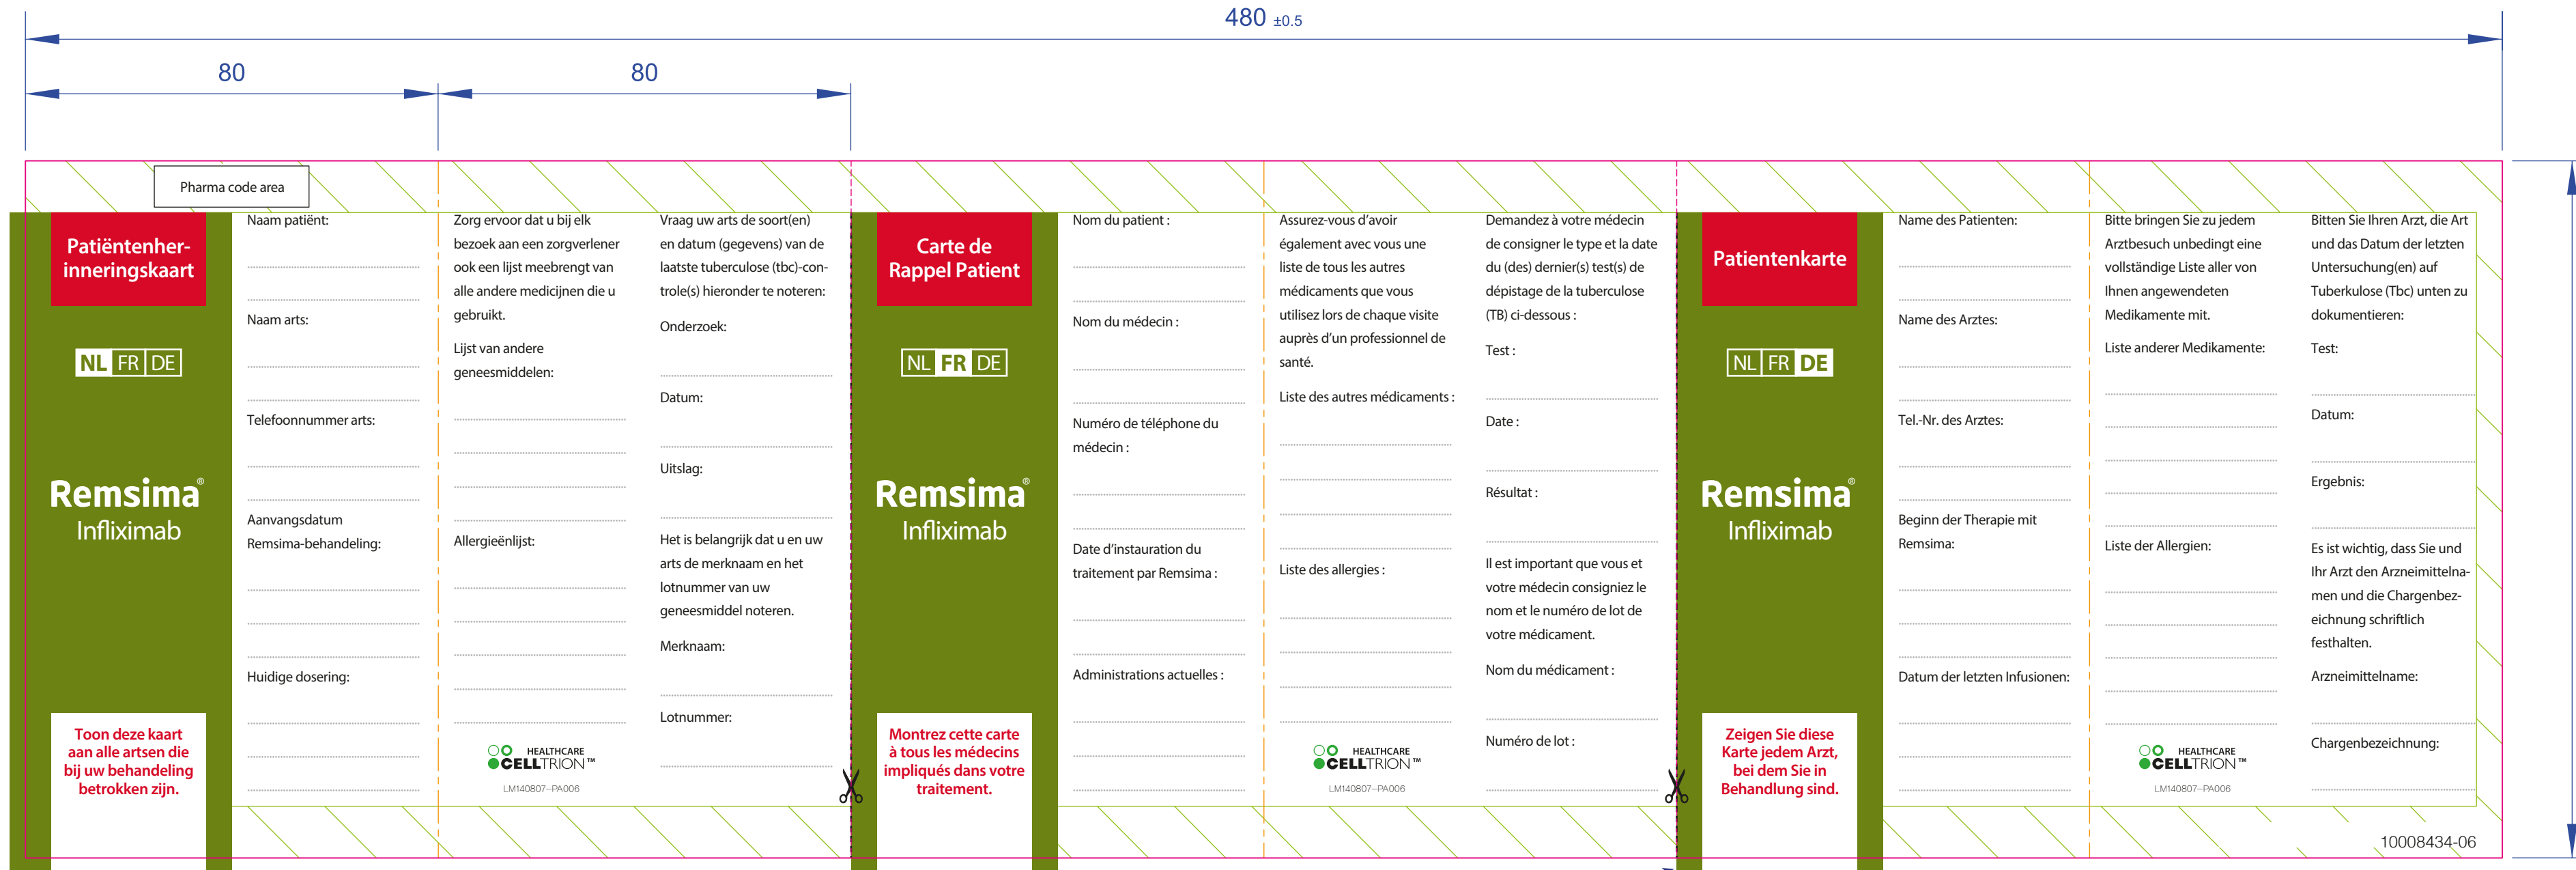 480 ±0.5
80
80
Pharma code area
Patiëntenher-
inneringskaart
NL FR DE
Remsima®
Infliximab
Toon deze kaart
aan alle artsen die
bij uw behandeling
betrokken zijn.
Naam patiënt:
Naam arts:
Telefoonnummer arts:
Aanvangsdatum
Remsima-behandeling:
Huidige dosering:
Zorg ervoor dat u bij elk
bezoek aan een zorgverlener
ook een lijst meebrengt van
alle andere medicijnen die u
gebruikt.
Lijst van andere
geneesmiddelen:
Allergieënlijst:
HEALTHCARE
CELLTRION™
LM140807–PA006
Vraag uw arts de soort(en)
en datum (gegevens) van de
laatste tuberculose (tbc)-con-
trole(s) hieronder te noteren:
Onderzoek:
Datum:
Uitslag:
Het is belangrijk dat u en uw
arts de merknaam en het
lotnummer van uw
geneesmiddel noteren.
Merknaam:
Lotnummer:
Carte de
Rappel Patient
NL FR DE
Remsima®
Infliximab
Montrez cette carte
à tous les médecins
impliqués dans votre
traitement.
Nom du patient :
Nom du médecin :
Numéro de téléphone du
médecin :
Date d’instauration du
traitement par Remsima :
Administrations actuelles :
Assurez-vous d’avoir
également avec vous une
liste de tous les autres
médicaments que vous
utilisez lors de chaque visite
auprès d’un professionnel de
santé.
Liste des autres médicaments :
Liste des allergies :
HEALTHCARE
CELLTRION™
LM140807–PA006
Demandez à votre médecin
de consigner le type et la date
du (des) dernier(s) test(s) de
dépistage de la tuberculose
(TB) ci-dessous :
Test :
Date :
Résultat :
Il est important que vous et
votre médecin consigniez le
nom et le numéro de lot de
votre médicament.
Nom du médicament :
Numéro de lot :
Patientenkarte
NL FR DE
Remsima®
Infliximab
Zeigen Sie diese
Karte jedem Arzt,
bei dem Sie in
Behandlung sind.
Name des Patienten:
Name des Arztes:
Tel.-Nr. des Arztes:
Beginn der Therapie mit
Remsima:
Datum der letzten Infusionen:
Bitte bringen Sie zu jedem
Arztbesuch unbedingt eine
vollständige Liste aller von
Ihnen angewendeten
Medikamente mit.
Liste anderer Medikamente:
Liste der Allergien:
HEALTHCARE
CELLTRION™
LM140807–PA006
Bitten Sie Ihren Arzt, die Art
und das Datum der letzten
Untersuchung(en) auf
Tuberkulose (Tbc) unten zu
dokumentieren:
Test:
Datum:
Ergebnis:
Es ist wichtig, dass Sie und
Ihr Arzt den Arzneimittelna-
men und die Chargenbez-
eichnung schriftlich
festhalten.
Arzneimittelname:
Chargenbezeichnung:
10008434-06